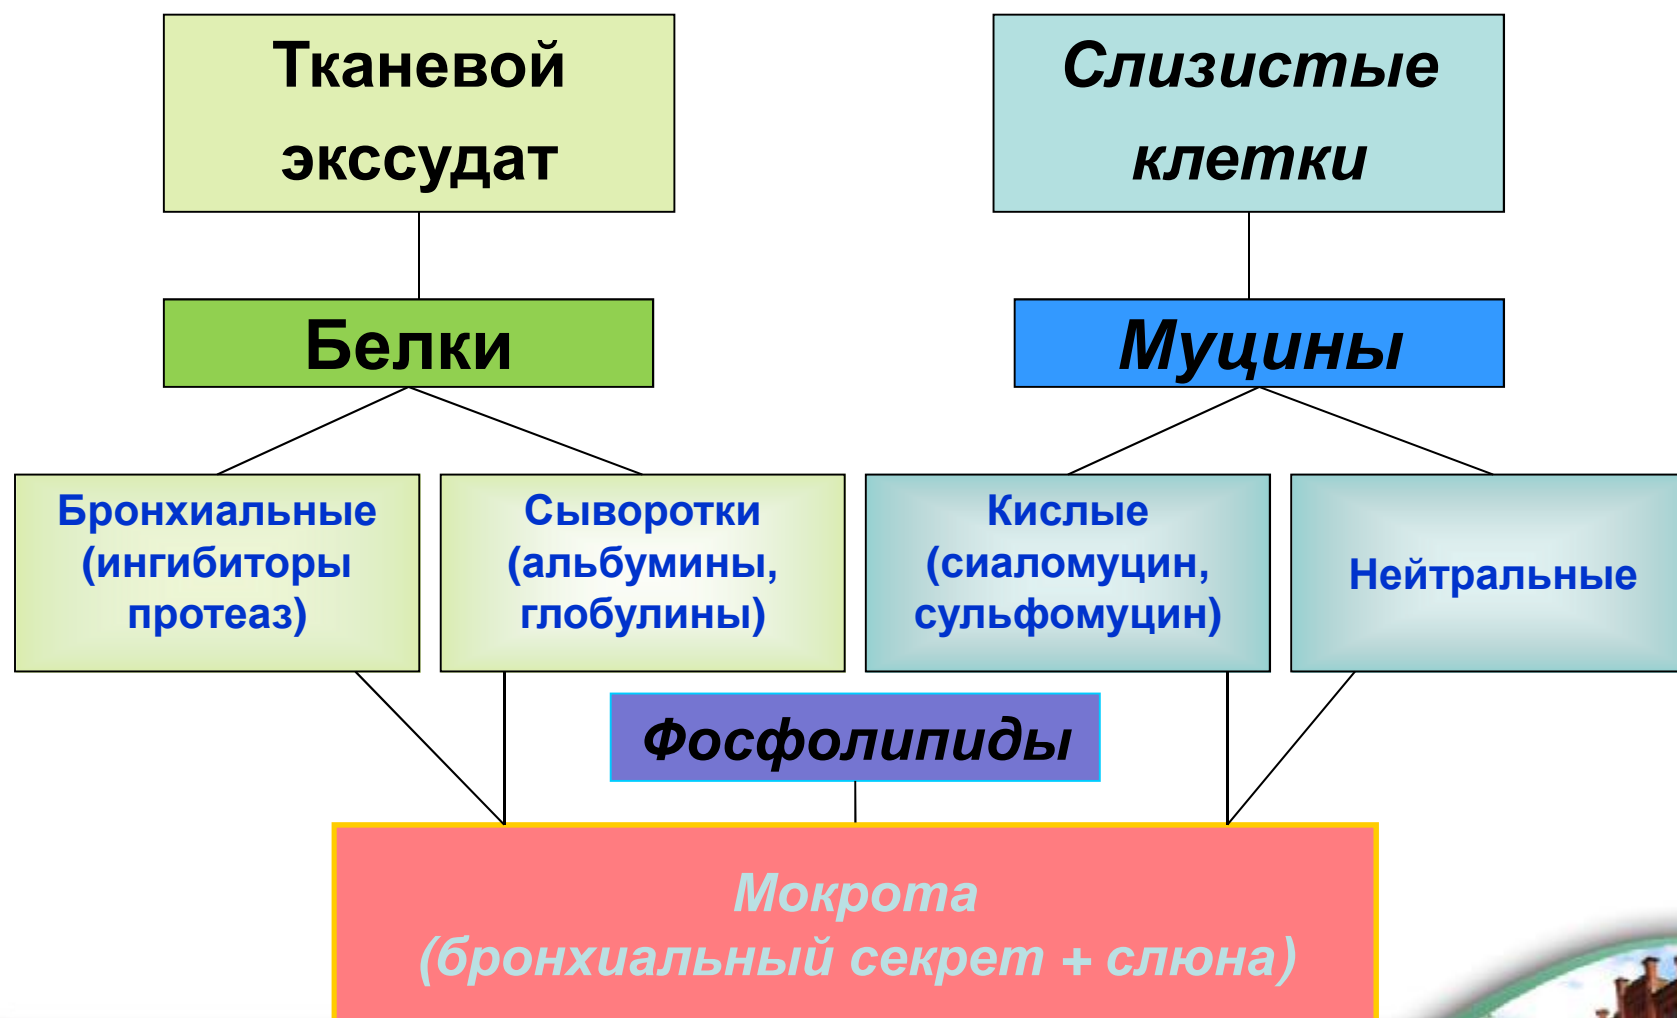 Тканевой
экссудат
Слизистые
клетки
Белки
Муцины
Бронхиальные
(ингибиторы
протеаз)
Сыворотки
(альбумины,
глобулины)
Кислые
(сиаломуцин,
сульфомуцин)
Нейтральные
Фосфолипиды
Мокрота
(бронхиальный секрет + слюна)